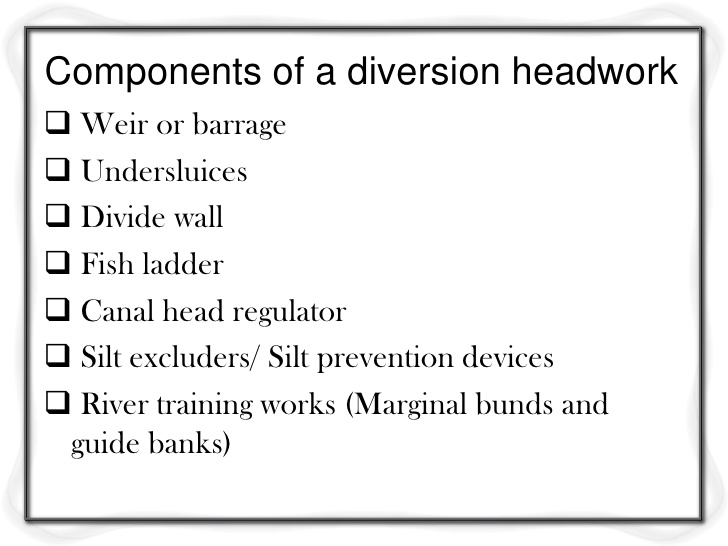 Components of a diversion headwork
❑ Weir or barrage
❑ Undersluices
❑ Divide wall
❑ Fish ladder
❑ Canal head regulator
❑ Silt excluders/ Silt prevention devices
❑ River training works (Marginal bunds and
guide banks)